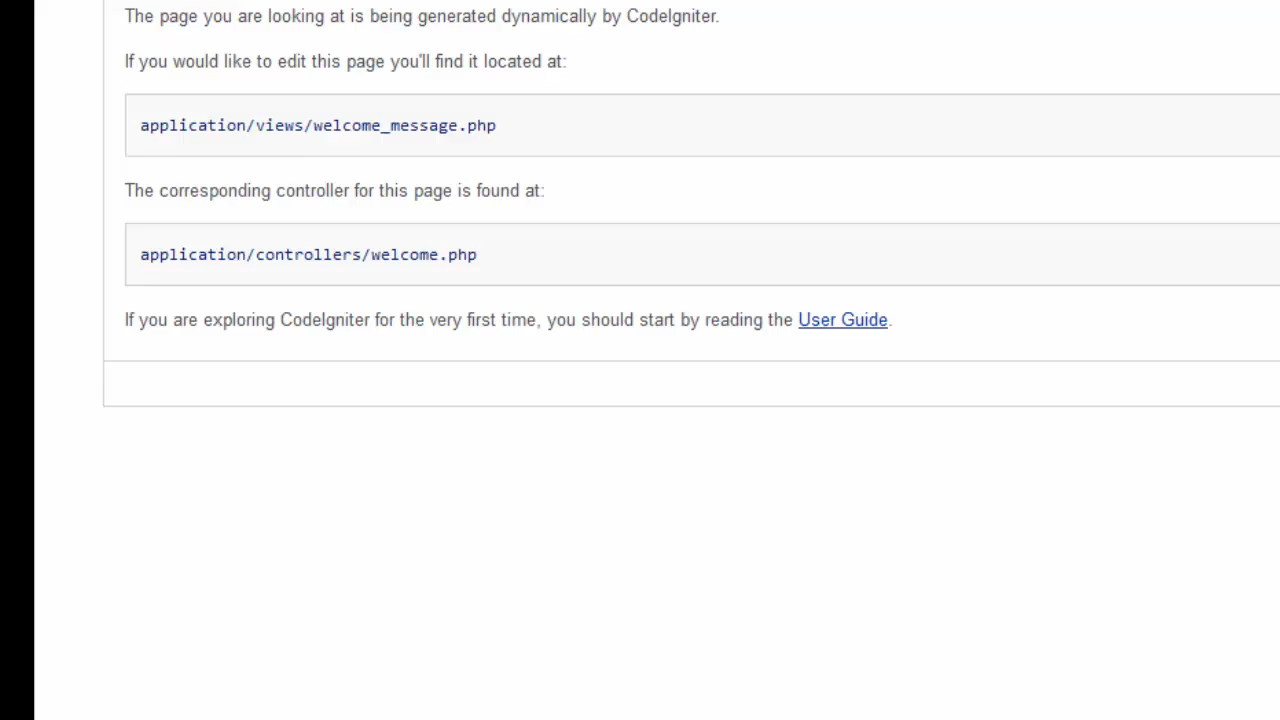 The page you are looking at is being generated dynamically by CodeIgniter.
If you would like to edit this page you'll find it located at:
application/views/welcome_message.php
The corresponding controller for this page is found at:
application/controllers/welcome.php
If you are exploring CodeIgniter for the very first time, you should start by reading the User Guide.